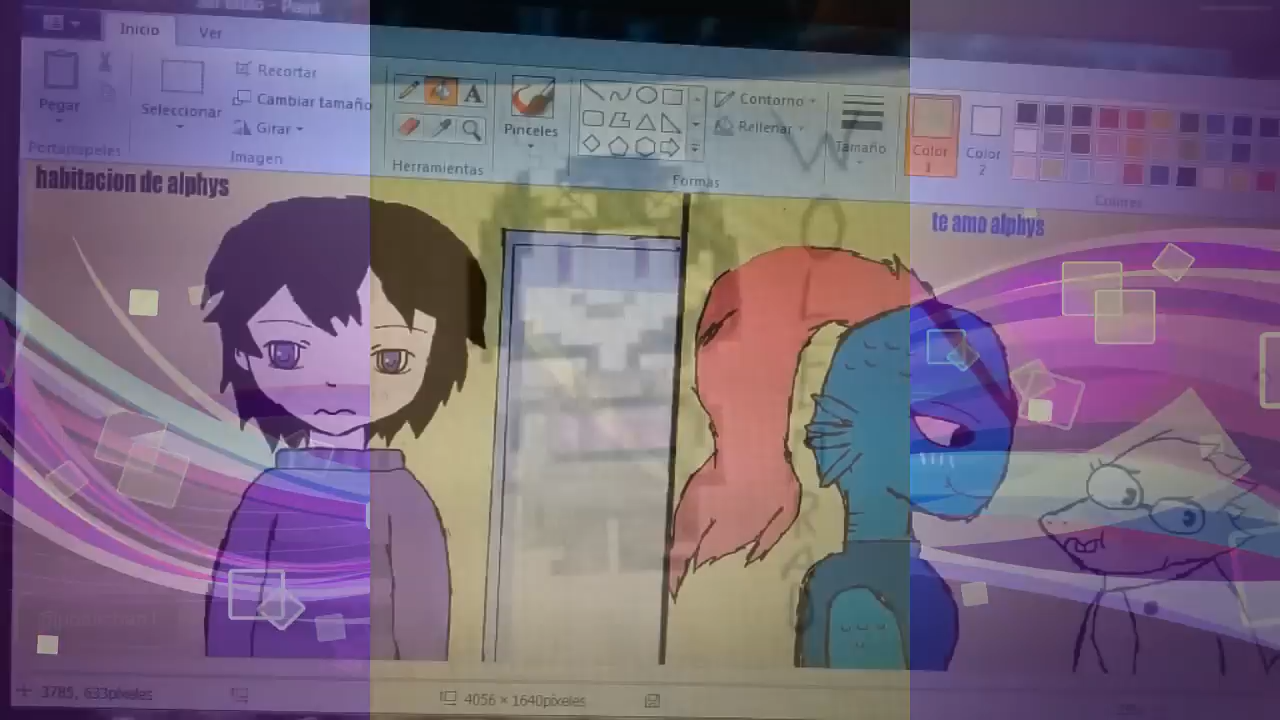 Inicio
Ver
Pegar
Portapapeles
Seleccionar
Recortar
Cambiar tamaño
Girar
Imagen
A
Herramientas
Pinceles
Formas
Contorno
Rellenar
Tamaño
Color 1
Color 2
Colores
habitacion de alphys
te amo alphys
3785, 633píxeles
4056 × 1640píxeles